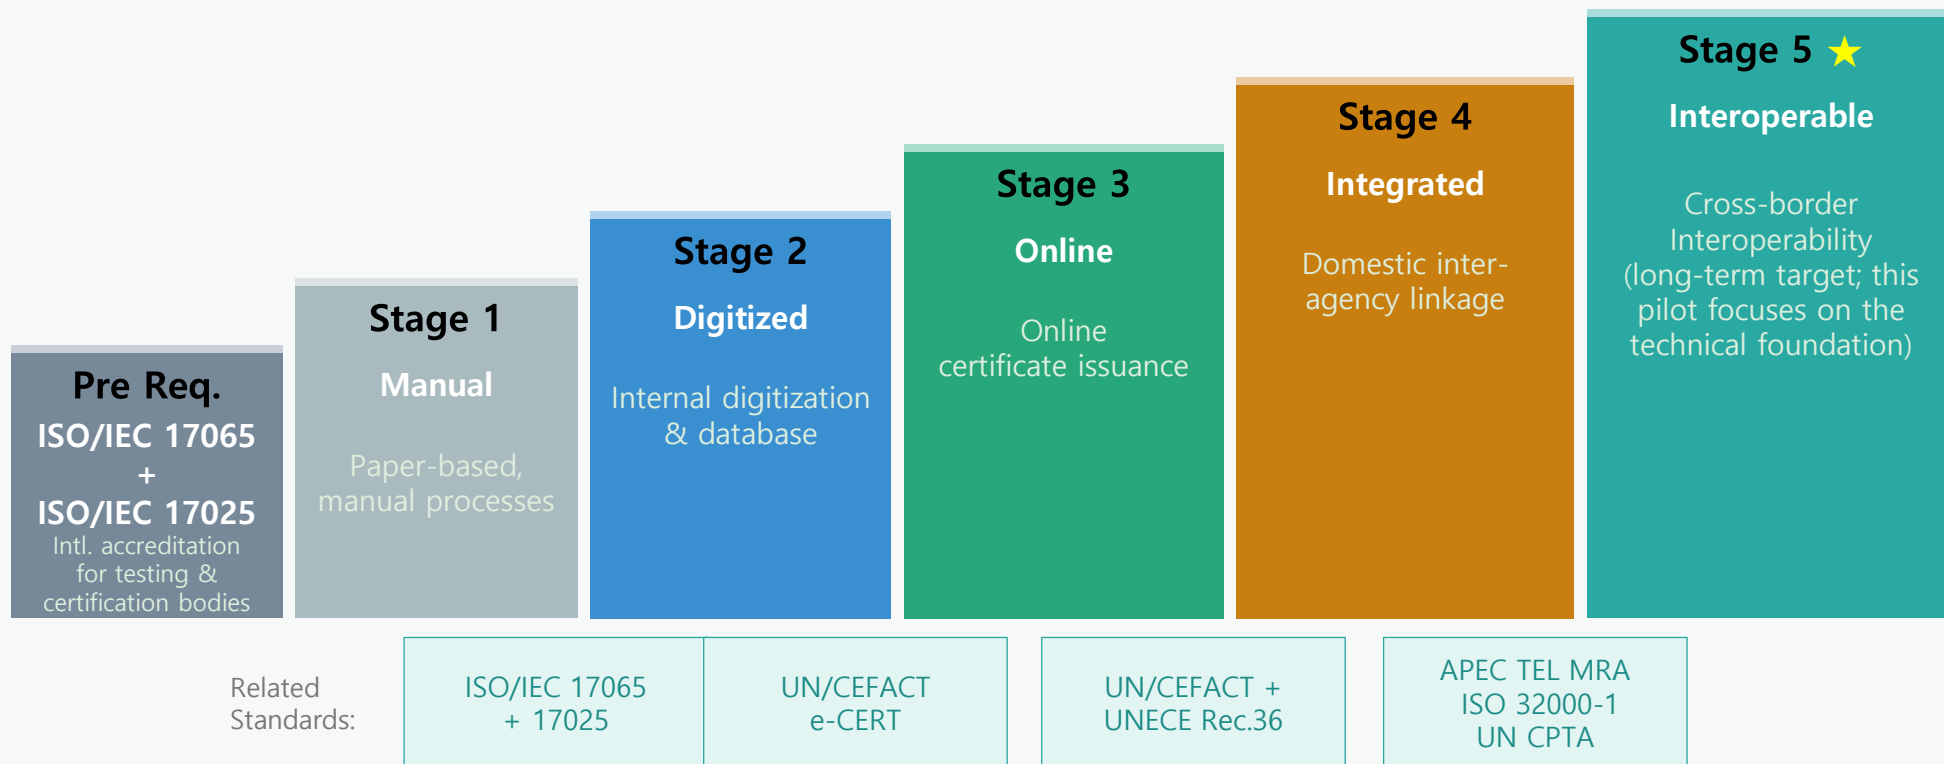 Pre Req.
ISO/IEC 17065
+
ISO/IEC 17025
Intl. accreditation
for testing &
certification bodies
Stage 1
Manual
Paper-based,
manual processes
Stage 2
Digitized
Internal digitization
& database
Stage 3
Online
Online
certificate issuance
Stage 4
Integrated
Domestic inter-
agency linkage
Stage 5
Interoperable
Cross-border
Interoperability
(long-term target; this
pilot focuses on the
technical foundation)
Related
Standards:
ISO/IEC 17065
+ 17025
UN/CEFACT
e-CERT
UN/CEFACT +
UNECE Rec.36
APEC TEL MRA
ISO 32000-1
UN CPTA